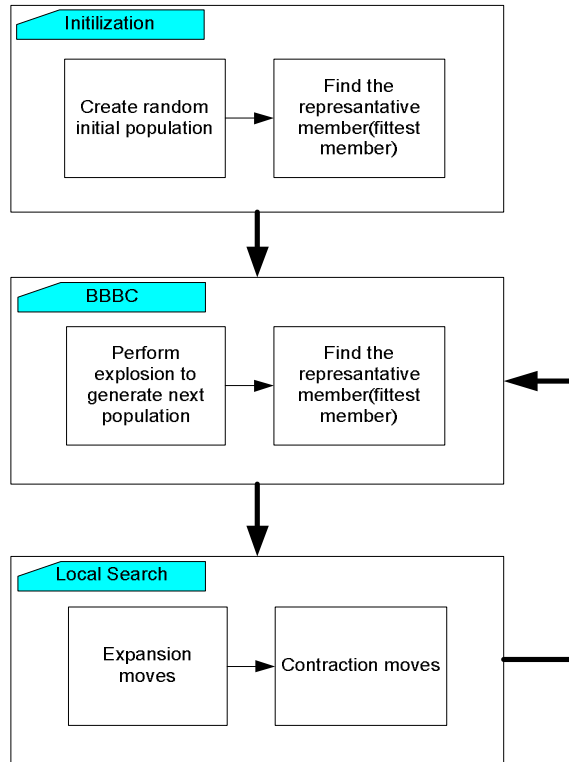 Initilization
Create random
initial population
Find the
represantative
member(fittest
member)
BBBC
Perform
explosion to
generate next
population
Find the
represantative
member(fittest
member)
Local Search
Expansion
moves
Contraction moves